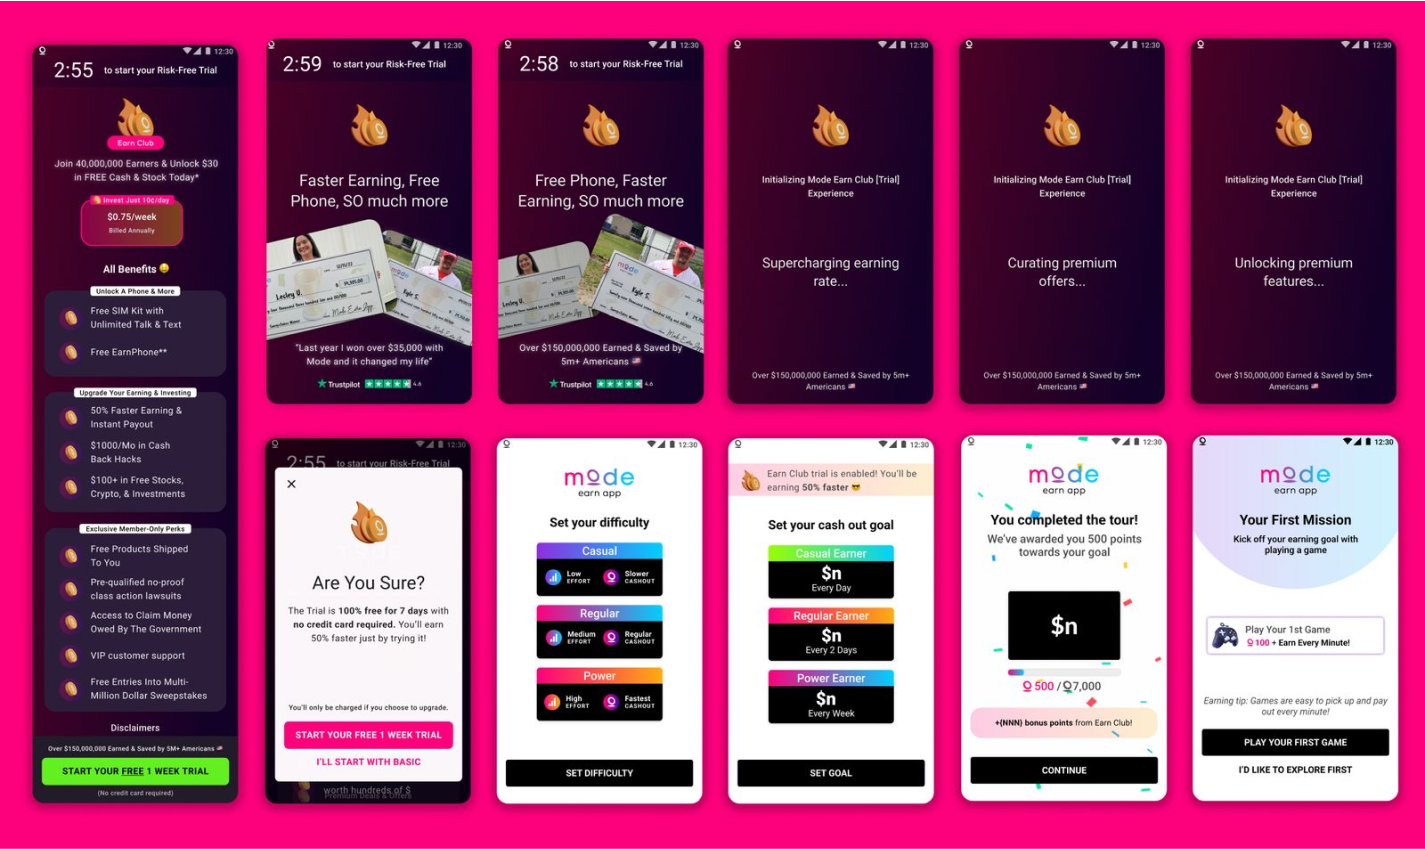 12:30
2:55 to start your Risk-Free Trial
Earn Club
Join 40,000,000 Earners & Unlock $30
in FREE Cash & Stock Today*
Invest Just 10¢/day
$0.75/week
Billed Annually
All Benefits
Unlock A Phone & More
Free SIM Kit with
Unlimited Talk & Text
Free EarnPhone**
Upgrade Your Earning & Investing
50% Faster Earning &
Instant Payout
$1000/Mo in Cash
Back Hacks
$100+ in Free Stocks,
Crypto, & Investments
Exclusive Member-Only Perks
Free Products Shipped
To You
Pre-qualified no-proof
class action lawsuits
Access to Claim Money
Owed By The Government
VIP customer support
Free Entries Into Multi-
Million Dollar Sweepstakes
Disclaimers
Over $150,000,000 Earned & Saved by 5M+ Americans
START YOUR FREE 1 WEEK TRIAL
(No credit card required)
12:30
2:59 to start your Risk-Free Trial
Faster Earning, Free
Phone, SO much more
Lesley U.
mode
Kyle S.
Mode Earn App
"Last year I won over $35,000 with
Mode and it changed my life"
Trustpilot 4.6
12:30
2:58 to start your Risk-Free Trial
Free Phone, Faster
Earning, SO much more
Lesley U.
mode
Kyle S.
Mode Earn App
Over $150,000,000 Earned & Saved by
5m+ Americans
Trustpilot 4.6
12:30
Initializing Mode Earn Club [Trial]
Experience
Supercharging earning
rate...
Over $150,000,000 Earned & Saved by 5m+
Americans
12:30
Initializing Mode Earn Club [Trial]
Experience
Curating premium
offers...
Over $150,000,000 Earned & Saved by 5m+
Americans
12:30
Initializing Mode Earn Club [Trial]
Experience
Unlocking premium
features...
Over $150,000,000 Earned & Saved by 5m+
Americans
12:30
2:55 to start your Risk-Free Trial
Are You Sure?
The Trial is 100% free for 7 days with
no credit card required. You'll earn
50% faster just by trying it!
You'll only be charged if you choose to upgrade.
START YOUR FREE 1 WEEK TRIAL
I'LL START WITH BASIC
worth hundreds of $
Premium Deals & Offers
12:30
mode
earn app
Set your difficulty
Casual
Low EFFORT Slower CASHOUT
Regular
Medium EFFORT Regular CASHOUT
Power
High EFFORT Fastest CASHOUT
SET DIFFICULTY
12:30
Earn Club trial is enabled! You'll be
earning 50% faster
Set your cash out goal
Casual Earner
$n
Every Day
Regular Earner
$n
Every 2 Days
Power Earner
$n
Every Week
SET GOAL
12:30
mode
earn app
You completed the tour!
We've awarded you 500 points
towards your goal
$n
500 / 7,000
+{NNN} bonus points from Earn Club!
CONTINUE
12:30
mode
earn app
Your First Mission
Kick off your earning goal with
playing a game
Play Your 1st Game
100 + Earn Every Minute!
Earning tip: Games are easy to pick up and pay
out every minute!
PLAY YOUR FIRST GAME
I'D LIKE TO EXPLORE FIRST